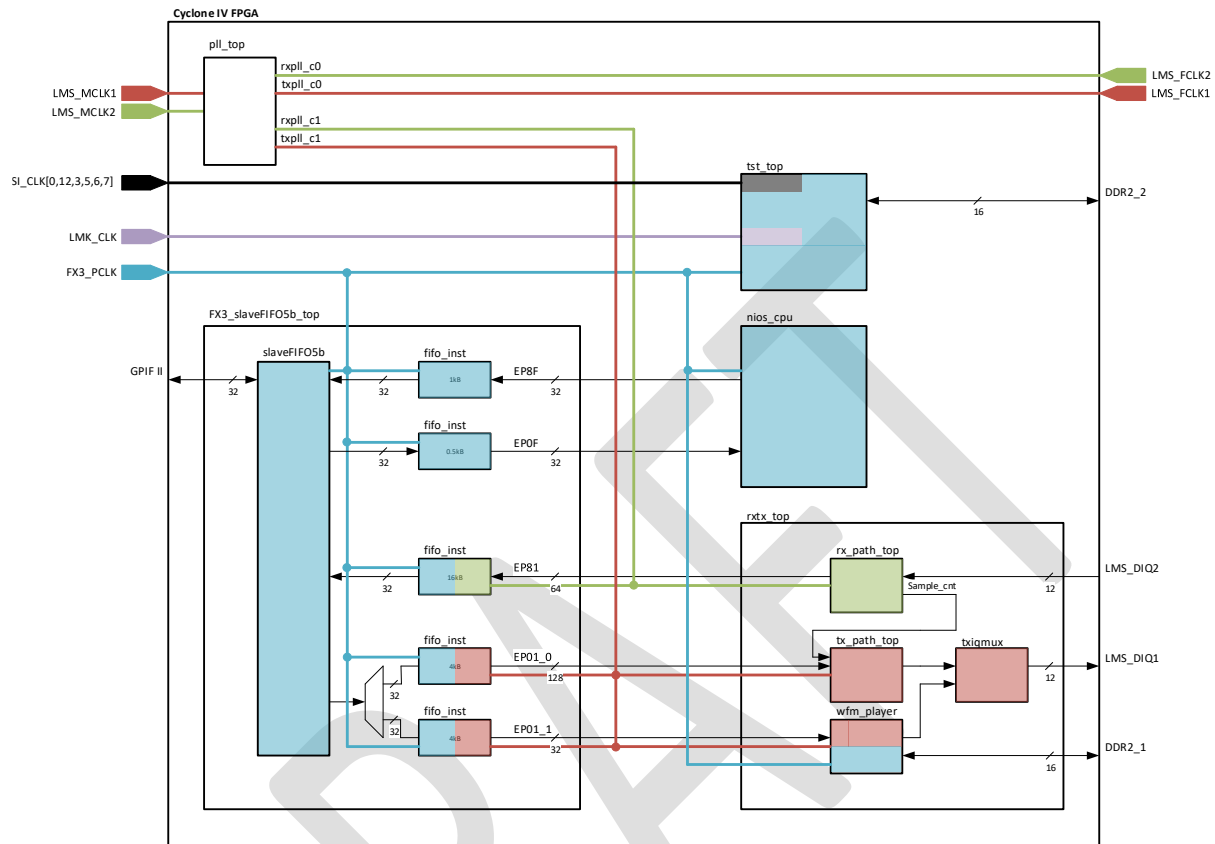 Cyclone IV FPGA
pll_top
rxpll_c0
LMS_FCLK2
txpll_c0
LMS_MCLK1
LMS_FCLK1
LMS_MCLK2
rxpll_c1
txpll_c1
tst_top
SI_CLK[0,12,3,5,6,7]
DDR2_2
16
LMK_CLK
FX3_PCLK
FX3_slaveFIFO5b_top
nios_cpu
slaveFIFO5b
fifo_inst
GPIF II
EP8F
1kB
32
32
32
fifo_inst
EP0F
0.5kB
32
32
rxtx_top
fifo_inst
rx_path_top
EP81
LMS_DIQ2
16kB
32
64
Sample_cnt
12
fifo_inst
tx_path_top
txiqmux
EP01_0
LMS_DIQ1
4kB
32
128
12
fifo_inst
wfm_player
32
EP01_1
4kB
32
DDR2_1
16
DRAFT